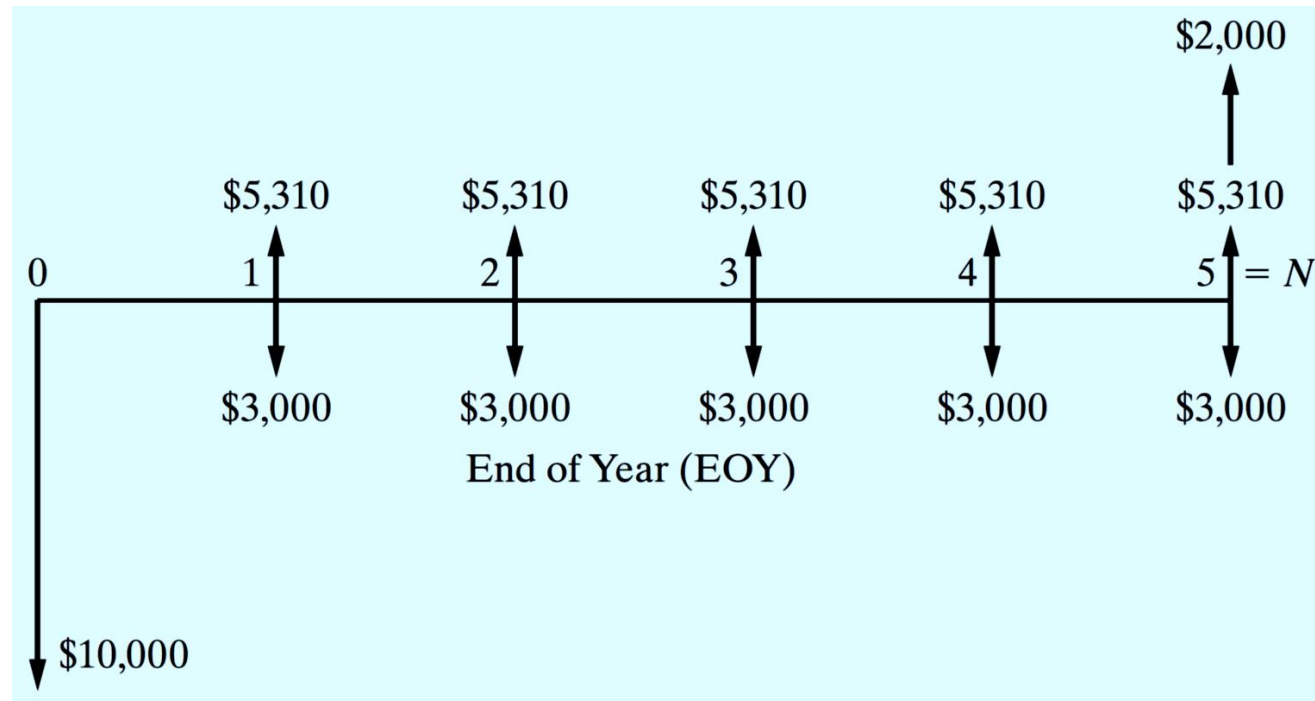 $2,000
$5,310 $5,310 $5,310 $5,310 $5,310
0 1 2 3 4 5 = N
$3,000 $3,000 $3,000 $3,000 $3,000
End of Year (EOY)
$10,000